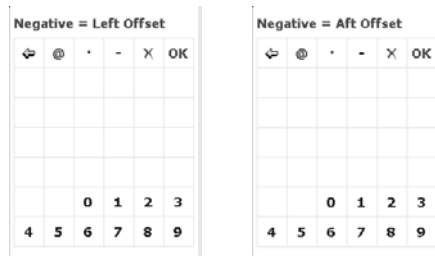 Negative = Left Offset
⇦ @ · - X OK
0 1 2 3
4 5 6 7 8 9
Negative = Aft Offset
⇦ @ · - X OK
0 1 2 3
4 5 6 7 8 9